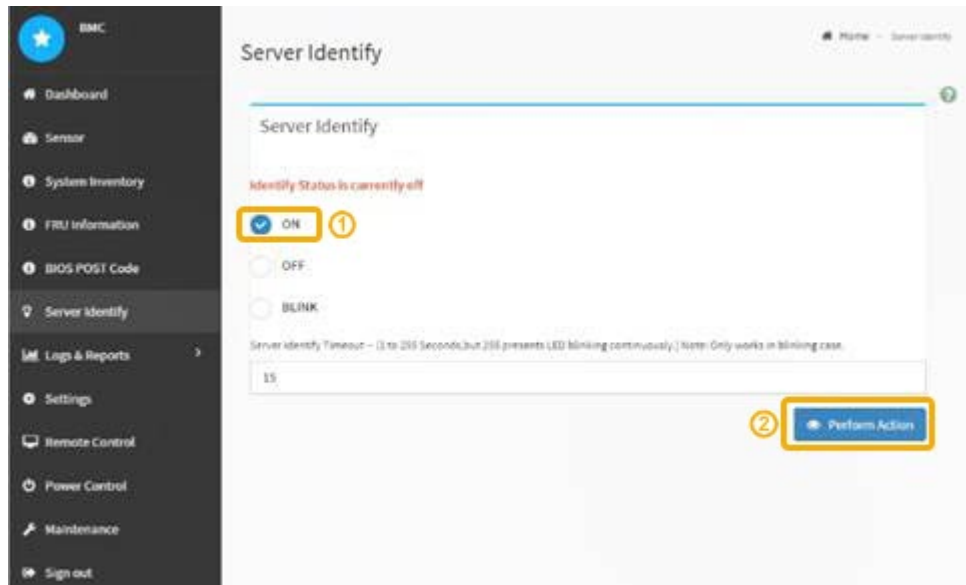 BMC
Dashboard
Sensor
System Inventory
FRU Information
BIOS POST Code
Server Identify
Logs & Reports
Settings
Remote Control
Power Control
Maintenance
Sign out
Server Identify
Home - Server Identify
Server Identify
Identify Status is currently off
ON
1
OFF
BLINK
Server Identify Timeout - (1 to 255 Seconds,but 255 presents LED blinking continuously.) Note: Only works in blinking case.
15
2
Perform Action